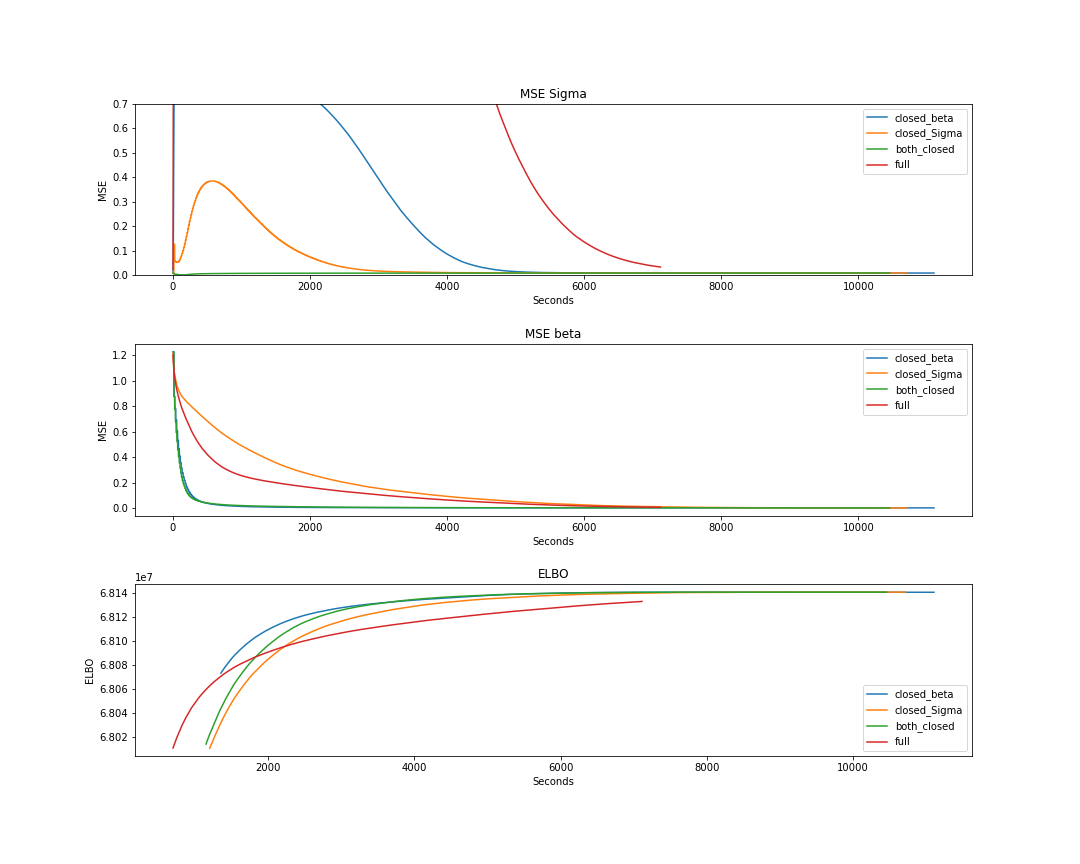 MSE Sigma
MSE
0.7
0.6
0.5
0.4
0.3
0.2
0.1
0.0
closed_beta
closed_Sigma
both_closed
full
0 2000 4000 6000 8000 10000
Seconds
MSE beta
MSE
1.2
1.0
0.8
0.6
0.4
0.2
0.0
closed_beta
closed_Sigma
both_closed
full
0 2000 4000 6000 8000 10000
Seconds
ELBO
1e7
ELBO
6.814
6.812
6.810
6.808
6.806
6.804
6.802
closed_beta
closed_Sigma
both_closed
full
2000 4000 6000 8000 10000
Seconds